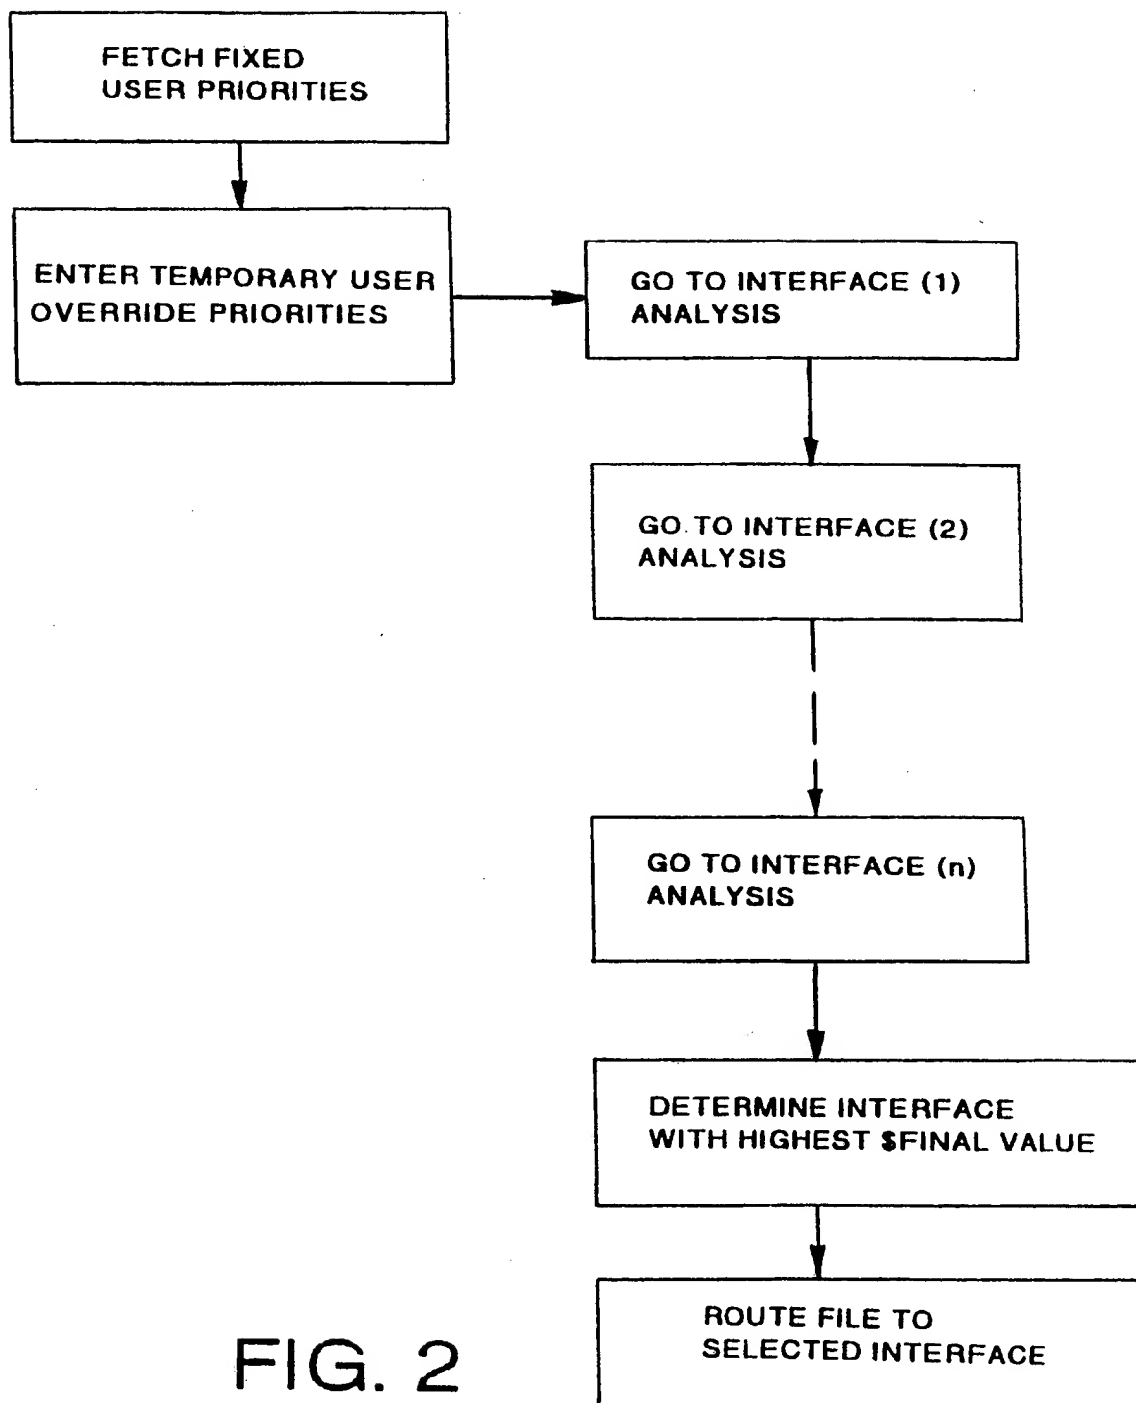 FETCH FIXED
USER PRIORITIES
ENTER TEMPORARY USER
OVERRIDE PRIORITIES
GO TO INTERFACE (1)
ANALYSIS
GO TO INTERFACE (2)
ANALYSIS
GO TO INTERFACE (n)
ANALYSIS
DETERMINE INTERFACE
WITH HIGHEST $FINAL VALUE
ROUTE FILE TO
SELECTED INTERFACE
FIG. 2